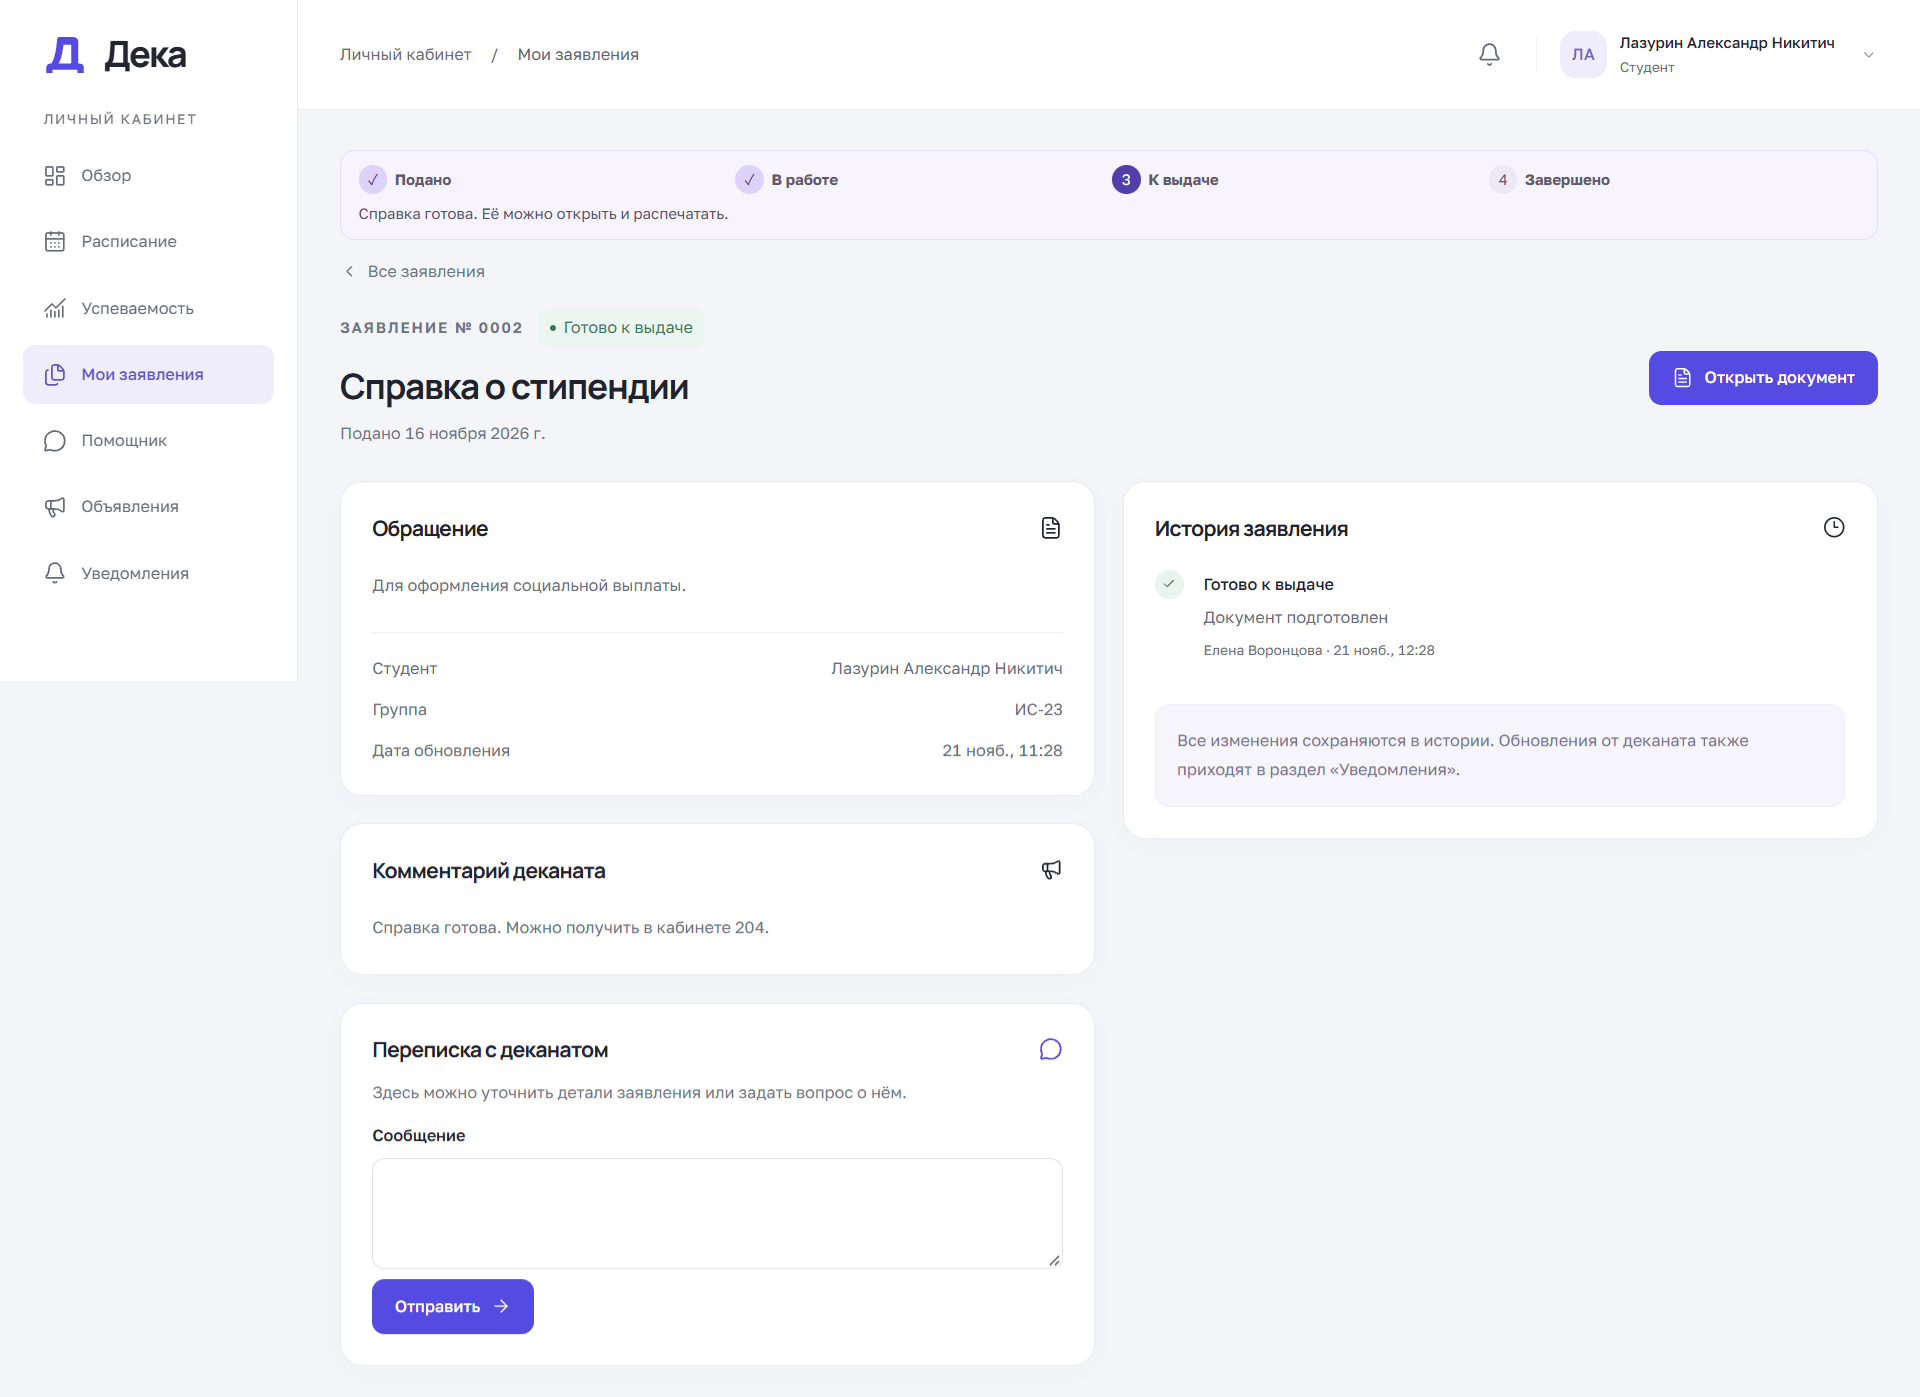 Д Дека
ЛИЧНЫЙ КАБИНЕТ
Обзор
Расписание
Успеваемость
Мои заявления
Помощник
Объявления
Уведомления
Личный кабинет / Мои заявления
ЛА
Лазурин Александр Никитич
Студент
Подано
В работе
3 К выдаче
4 Завершено
Справка готова. Её можно открыть и распечатать.
Все заявления
ЗАЯВЛЕНИЕ № 0002
Готово к выдаче
Справка о стипендии
Подано 16 ноября 2026 г.
Открыть документ
Обращение
Для оформления социальной выплаты.
Студент Лазурин Александр Никитич
Группа ИС-23
Дата обновления 21 нояб., 11:28
Комментарий деканата
Справка готова. Можно получить в кабинете 204.
Переписка с деканатом
Здесь можно уточнить детали заявления или задать вопрос о нём.
Сообщение
Отправить
История заявления
Готово к выдаче
Документ подготовлен
Елена Воронцова · 21 нояб., 12:28
Все изменения сохраняются в истории. Обновления от деканата также
приходят в раздел «Уведомления».